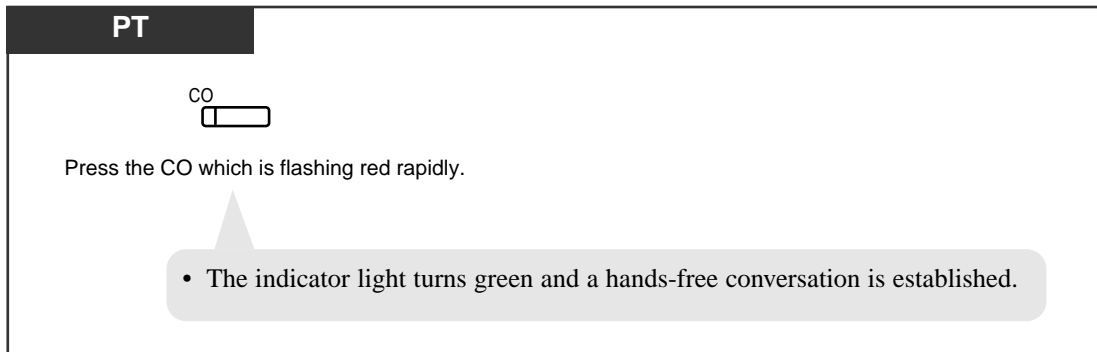 PT
CO
Press the CO which is flashing red rapidly.
• The indicator light turns green and a hands-free conversation is established.